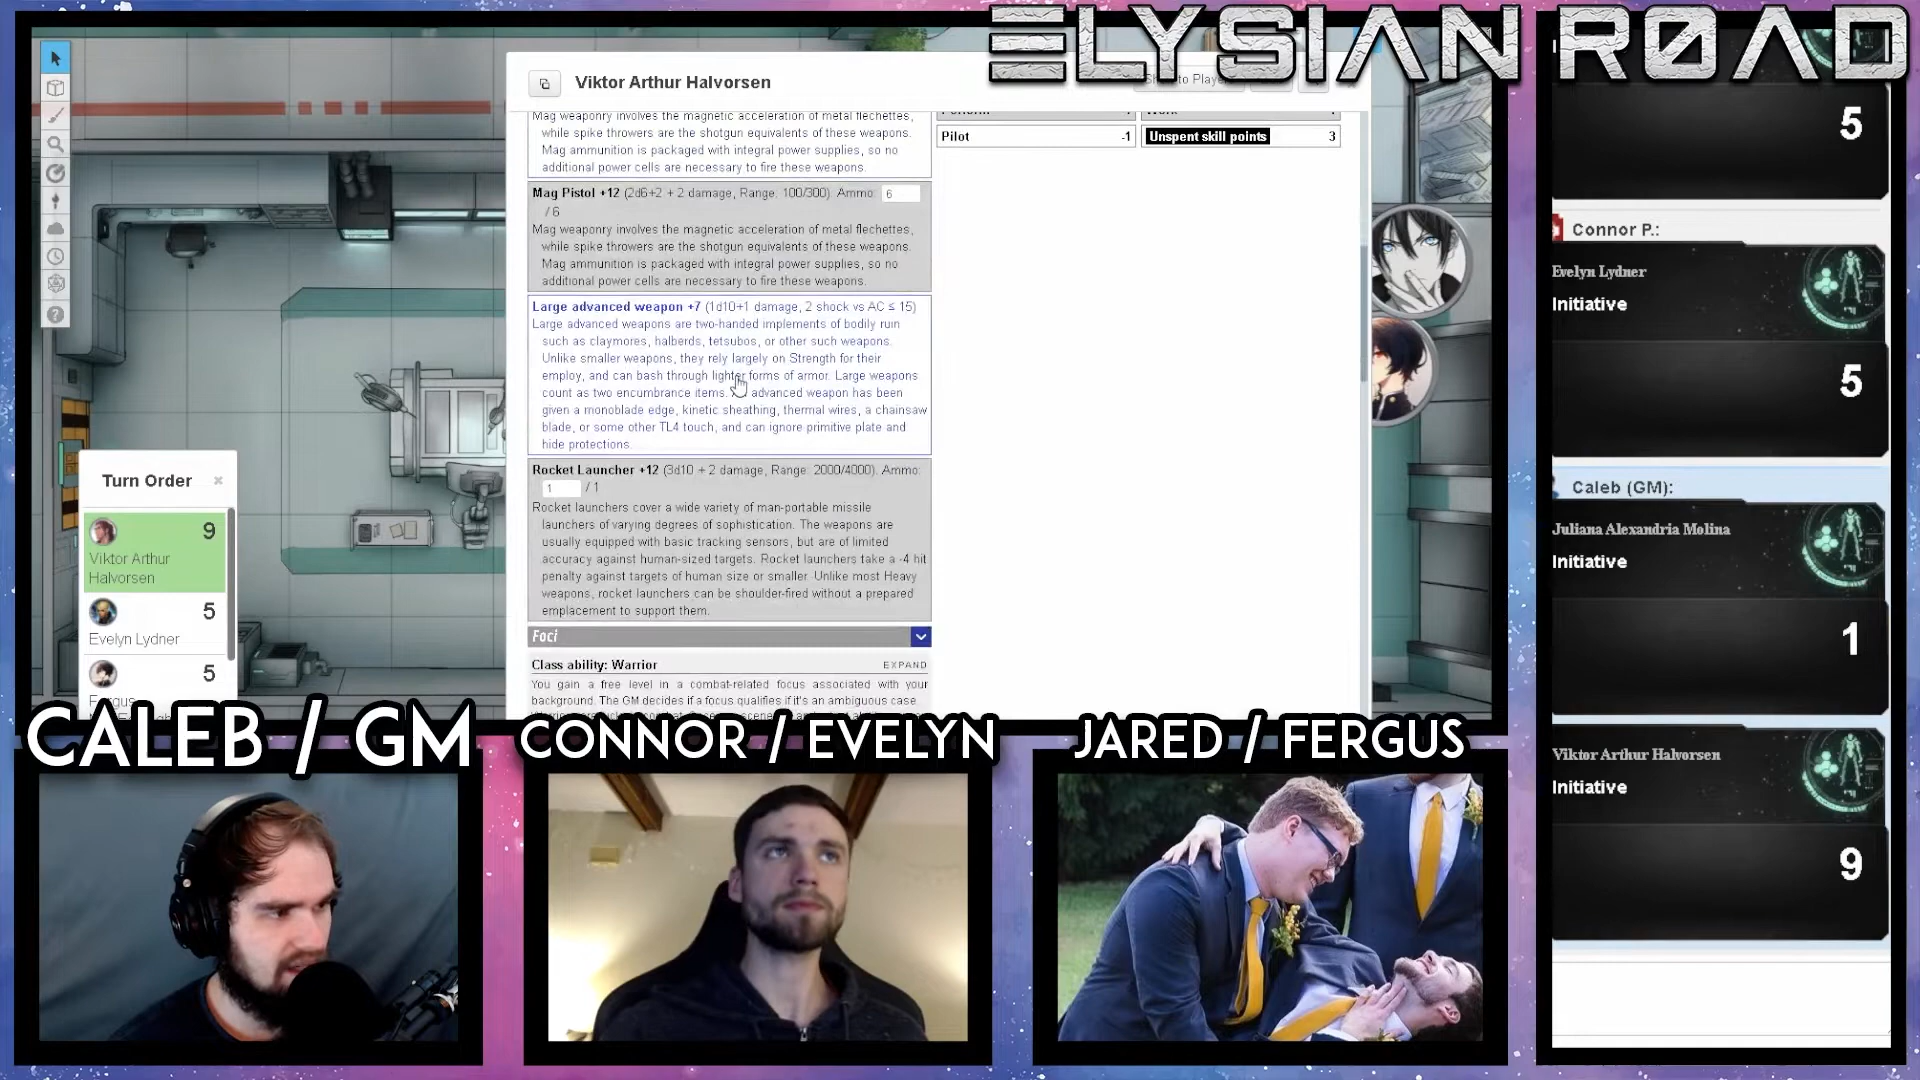 ELYSIAN RØAD
Viktor Arthur Halvorsen
Mag weaponry involves the magnetic acceleration of metal flechettes,
while spike throwers are the shotgun equivalents of these weapons.
Mag ammunition is packaged with integral power supplies, so no
additional power cells are necessary to fire these weapons.
Mag Pistol +12 (2d6+2 + 2 damage, Range: 100/300) Ammo: 6
/ 6
Mag weaponry involves the magnetic acceleration of metal flechettes,
while spike throwers are the shotgun equivalents of these weapons.
Mag ammunition is packaged with integral power supplies, so no
additional power cells are necessary to fire these weapons.
Large advanced weapon +7 (1d10+1 damage, 2 shock vs AC ≤ 15)
Large advanced weapons are two-handed implements of bodily ruin
such as claymores, halberds, tetsubos, or other such weapons.
Unlike smaller weapons, they rely largely on Strength for their
employ, and can bash through lighter forms of armor. Large weapons
count as two encumbrance items. advanced weapon has been
given a monoblade edge, kinetic sheathing, thermal wires, a chainsaw
blade, or some other TL4 touch, and can ignore primitive plate and
hide protections.
Rocket Launcher +12 (3d10 + 2 damage, Range: 2000/4000). Ammo:
1 / 1
Rocket launchers cover a wide variety of man-portable missile
launchers of varying degrees of sophistication. The weapons are
usually equipped with basic tracking sensors, but are of limited
accuracy against human-sized targets. Rocket launchers take a -4 hit
penalty against targets of human size or smaller. Unlike most Heavy
weapons, rocket launchers can be shoulder-fired without a prepared
emplacement to support them.
Foci
Class ability: Warrior EXPAND
You gain a free level in a combat-related focus associated with your
background. The GM decides if a focus qualifies if it's an ambiguous case.
Pilot -1
Unspent skill points 3
Turn Order ×
9
Viktor Arthur
Halvorsen
5
Evelyn Lydner
5
Fergus
5
Connor P.:
Evelyn Lydner
Initiative
5
Caleb (GM):
Juliana Alexandria Molina
Initiative
1
Viktor Arthur Halvorsen
Initiative
9
CALEB / GM
CONNOR / EVELYN
JARED / FERGUS